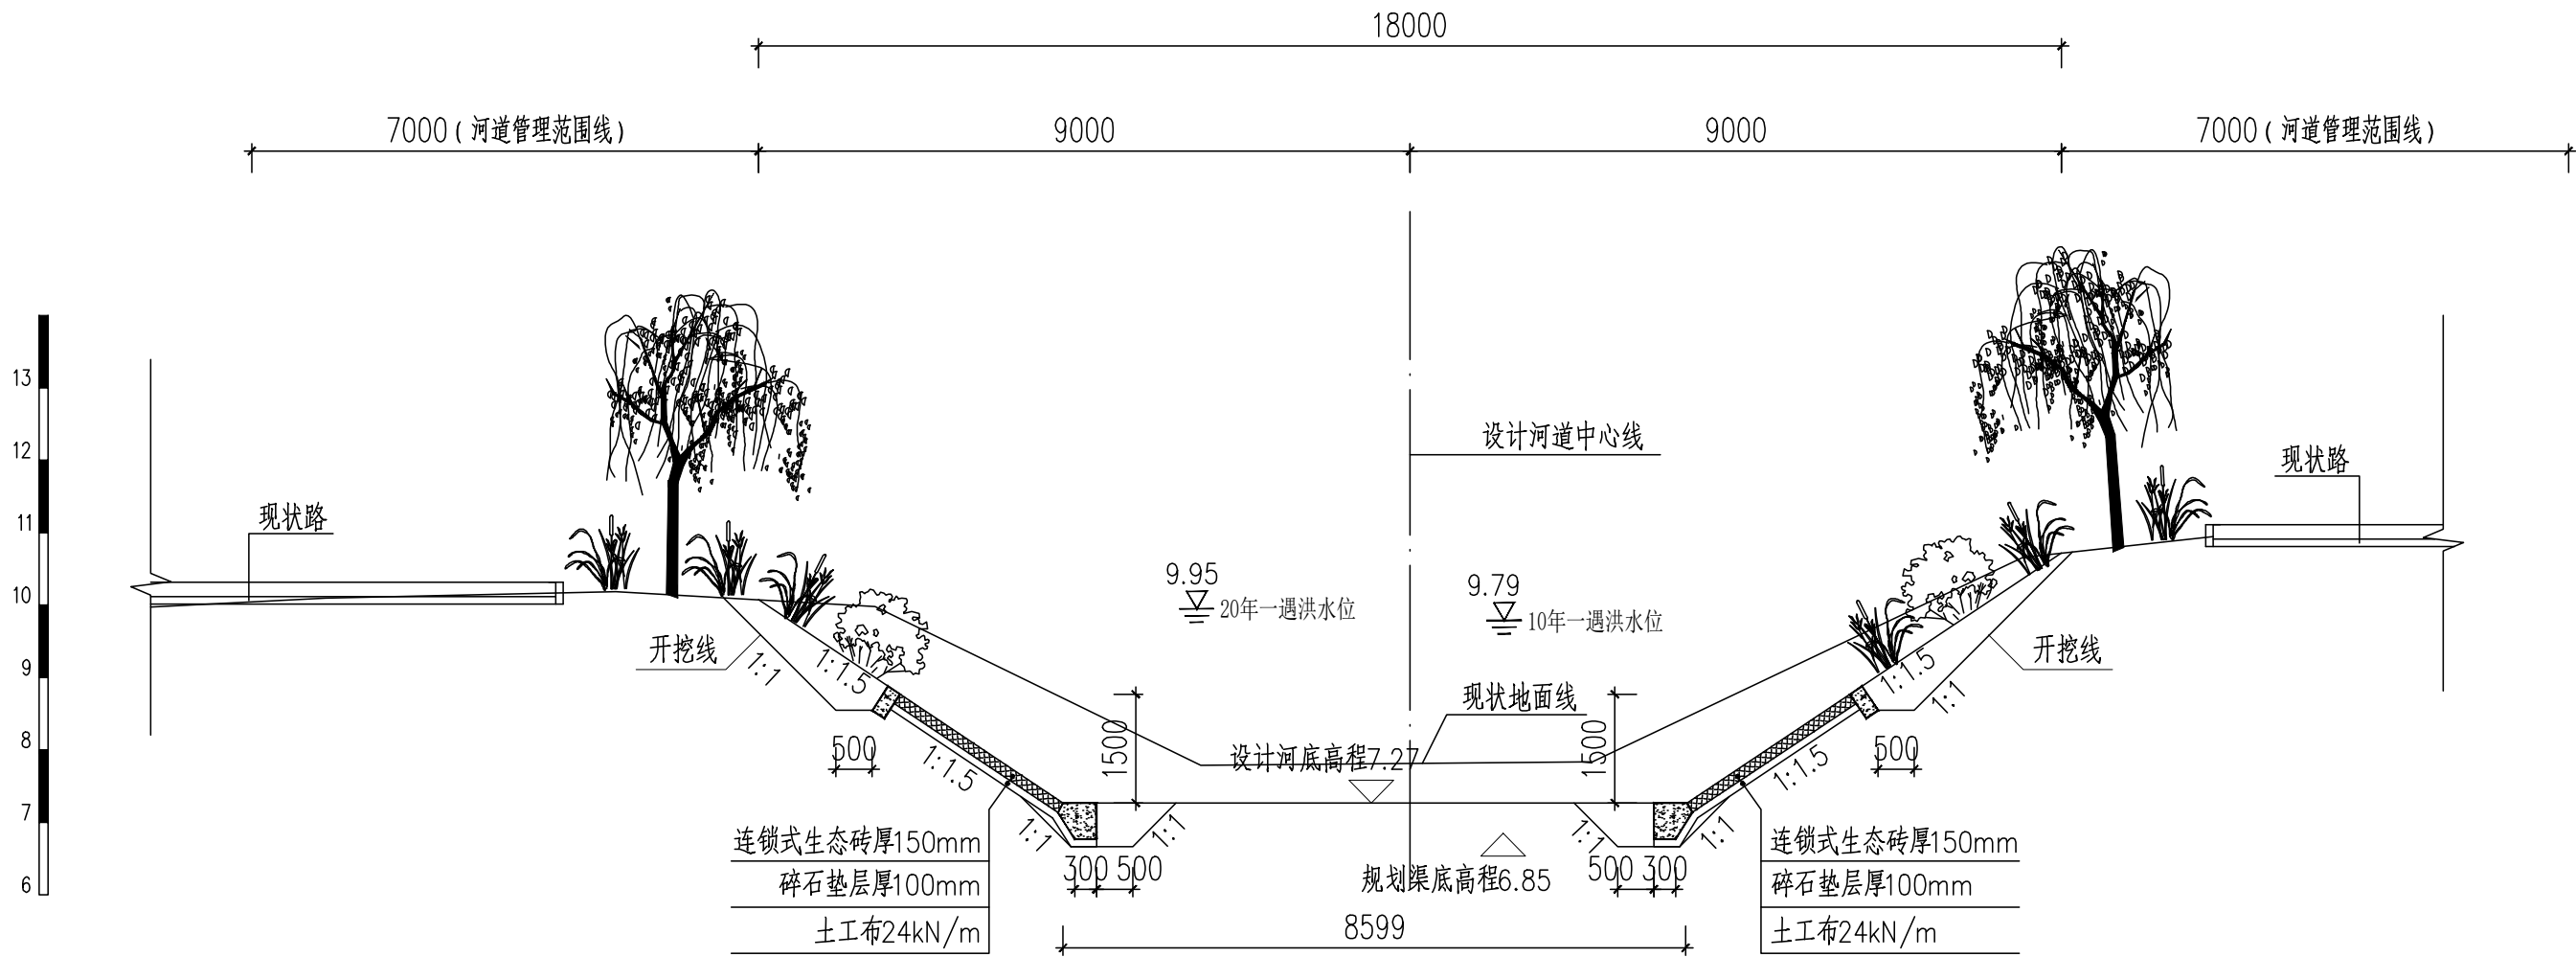 18000
7000（河道管理范围线）
9000
9000
7000（河道管理范围线）
13
12
11
10
9
8
7
6
设计河道中心线
现状路
现状路
9.95
20年一遇洪水位
9.79
10年一遇洪水位
开挖线
1:1
1:1.5
1:1.5
1:1
开挖线
现状地面线
设计河底高程7.27
1500
1500
500
1:1.5
1:1.5
500
1:1
1:1
1:1
1:1
连锁式生态砖厚150mm
碎石垫层厚100mm
土工布24kN/m
300
500
规划渠底高程6.85
500
300
连锁式生态砖厚150mm
碎石垫层厚100mm
土工布24kN/m
8599